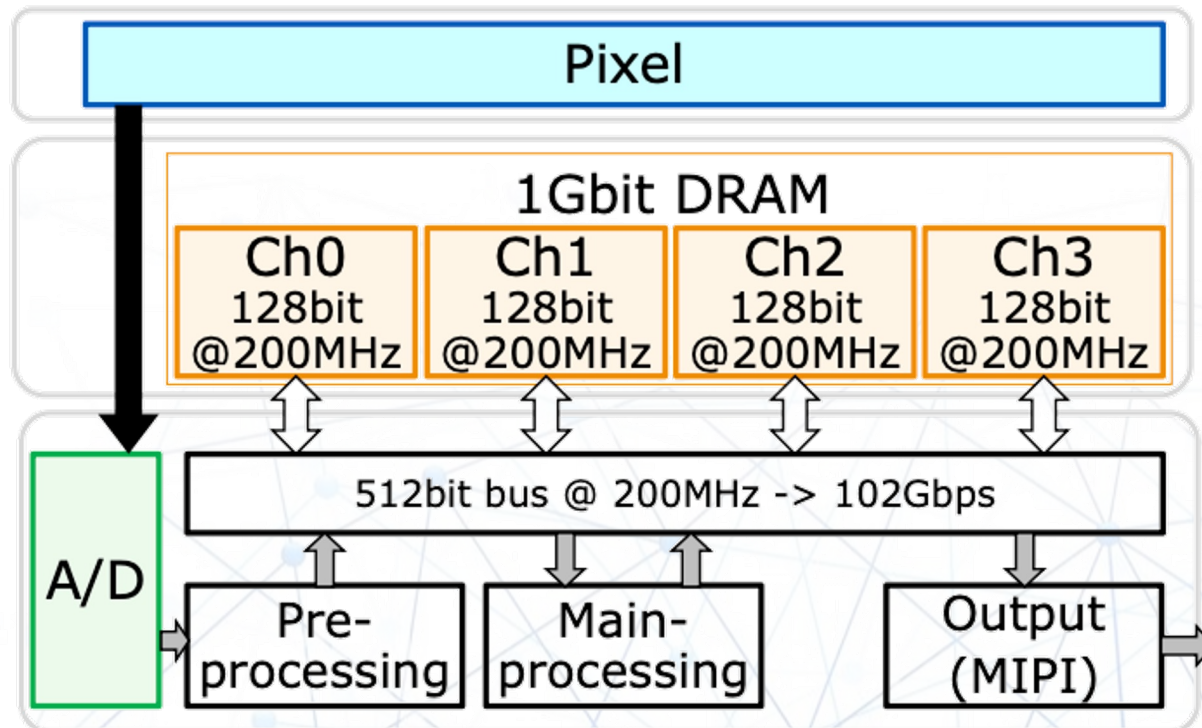 Pixel
1Gbit DRAM
Ch0
128bit
@200MHz
Ch1
128bit
@200MHz
Ch2
128bit
@200MHz
Ch3
128bit
@200MHz
512bit bus @ 200MHz -> 102Gbps
A/D
Pre-
processing
Main-
processing
Output
(MIPI)